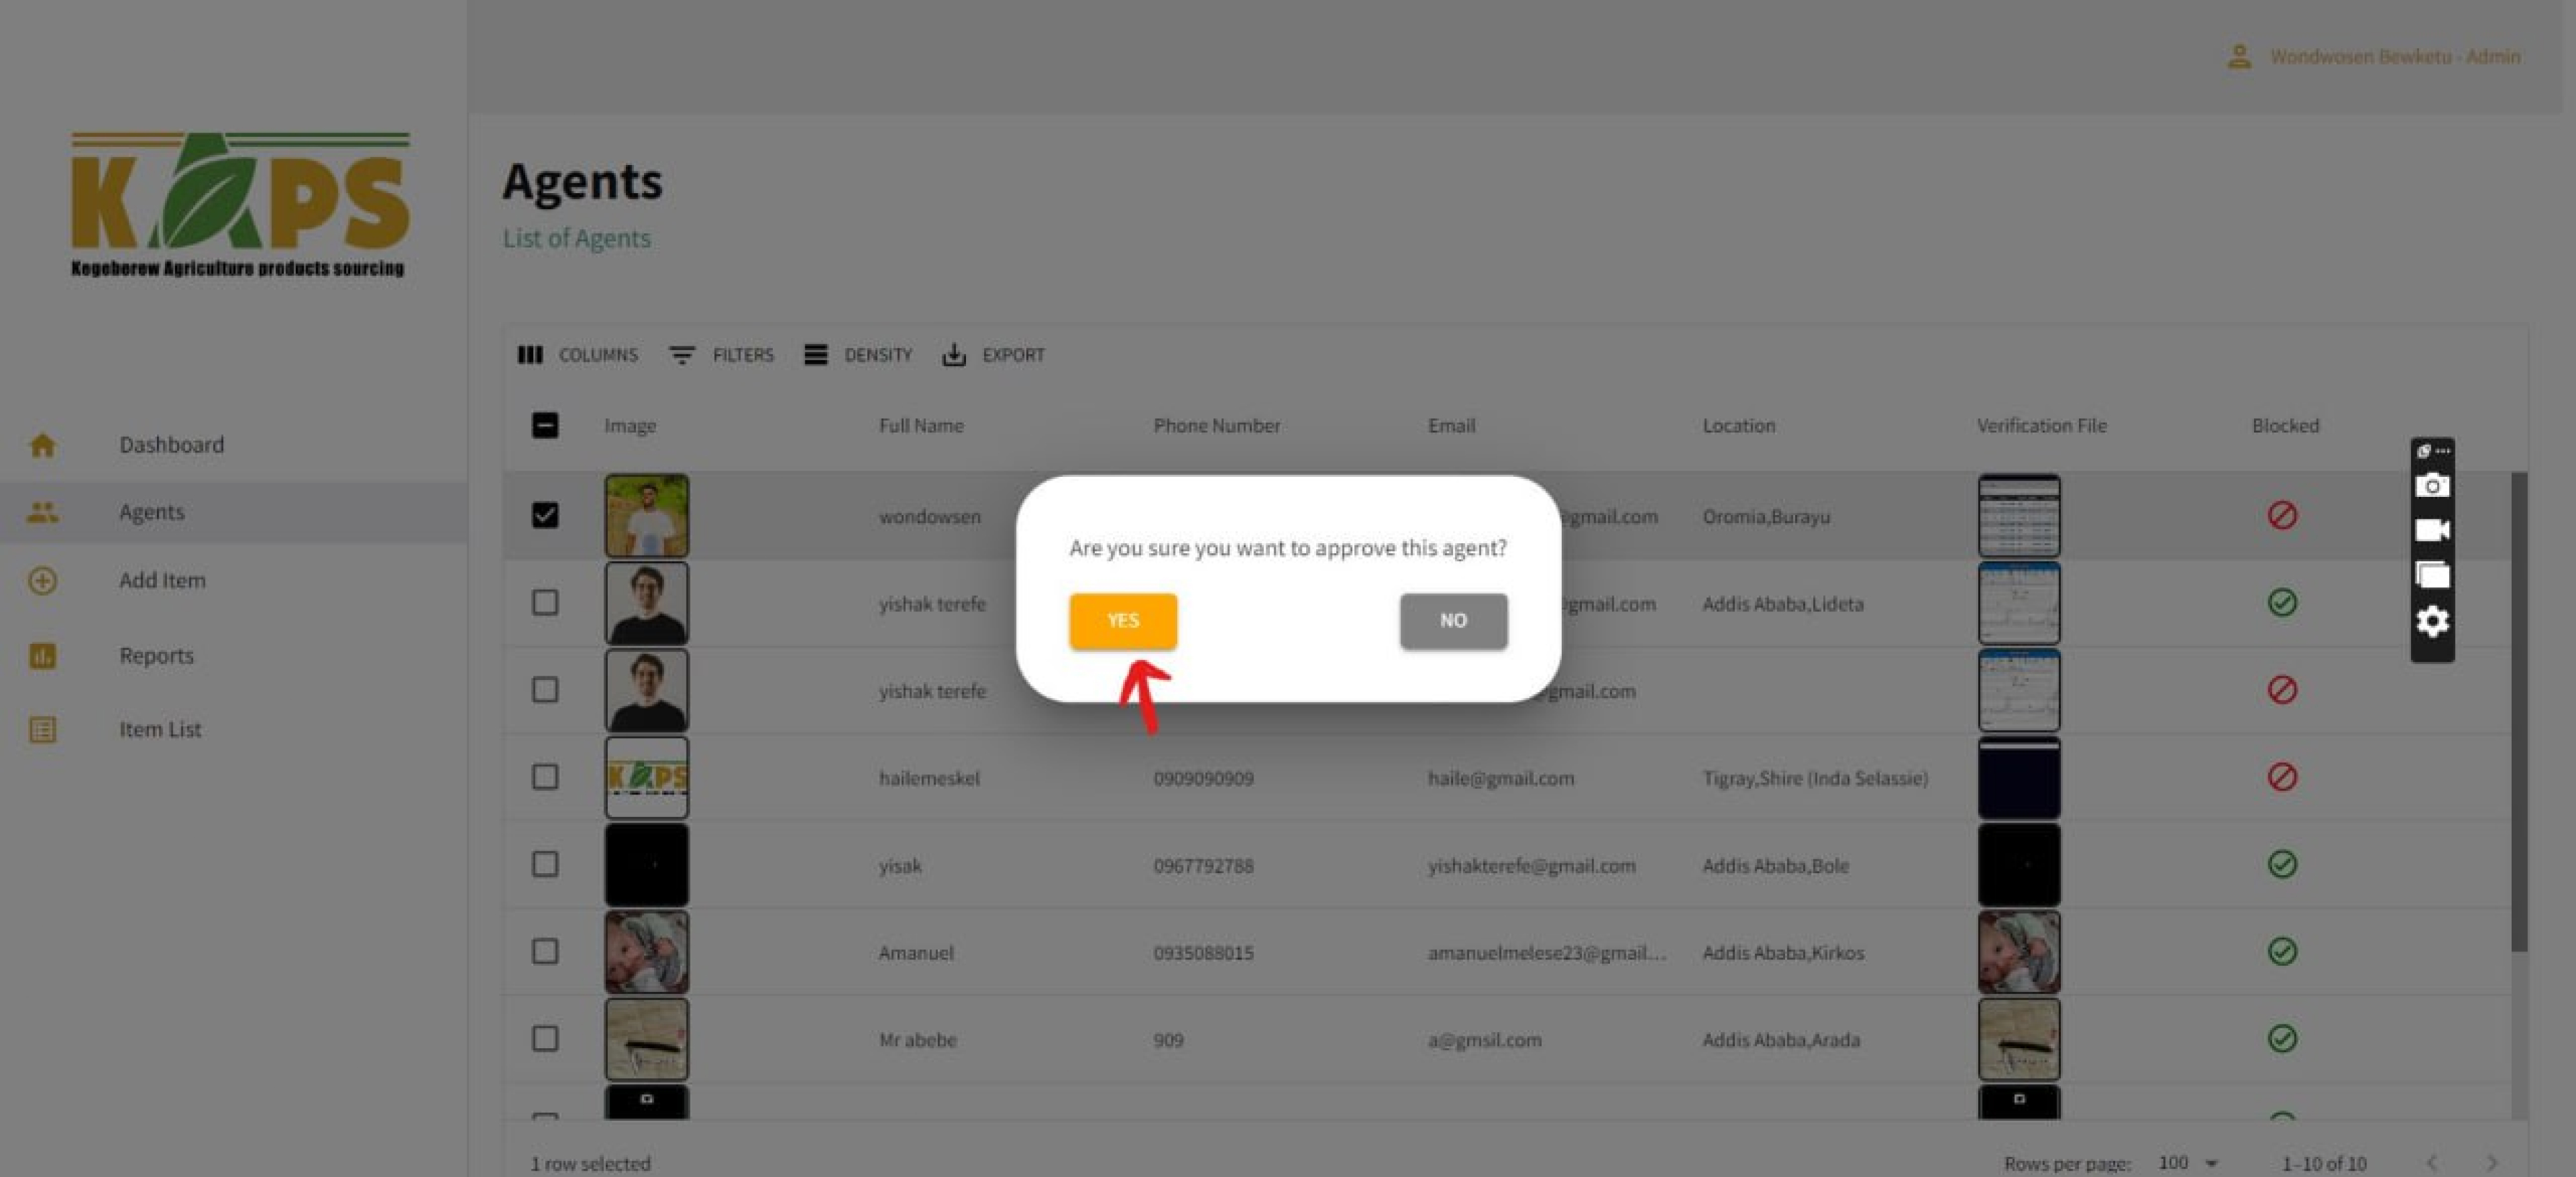 Wondwosen Bewketu - Admin
KAPS
Kegeberew Agriculture products sourcing
Dashboard
Agents
Add Item
Reports
Item List
Agents
List of Agents
COLUMNS FILTERS DENSITY EXPORT
Image Full Name Phone Number Email Location Verification File Blocked
wondowsen @gmail.com Oromia,Burayu
yishak terefe @gmail.com Addis Ababa,Lideta
yishak terefe @gmail.com
Are you sure you want to approve this agent?
YES NO
KAPS
hailemeskel 0909090909 haile@gmail.com Tigray,Shire (Inda Selassie)
yisak 0967792788 yishakterefe@gmail.com Addis Ababa,Bole
Amanuel 0935088015 amanuelmelese23@gmail... Addis Ababa,Kirkos
Mr abebe 909 a@gmsil.com Addis Ababa,Arada
1 row selected Rows per page: 100 1–10 of 10